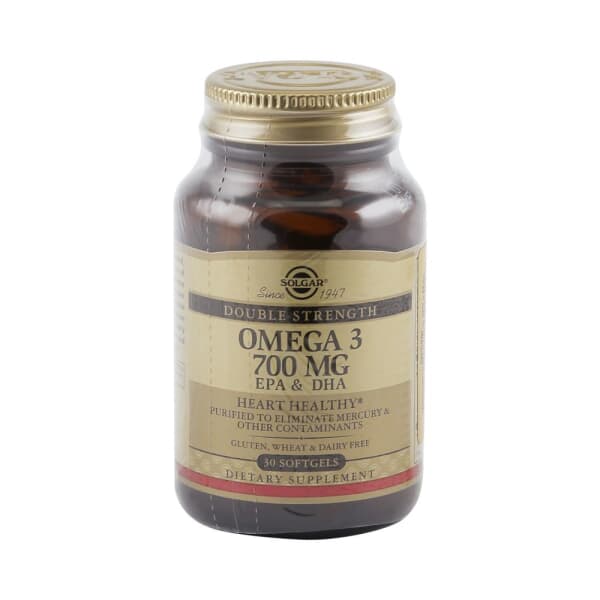 SOLGAR®
Since 1947
DOUBLE STRENGTH
OMEGA 3
700 MG
EPA & DHA
HEART HEALTHY*
PURIFIED TO ELIMINATE MERCURY &
OTHER CONTAMINANTS
GLUTEN, WHEAT & DAIRY FREE
30 SOFTGELS
DIETARY SUPPLEMENT